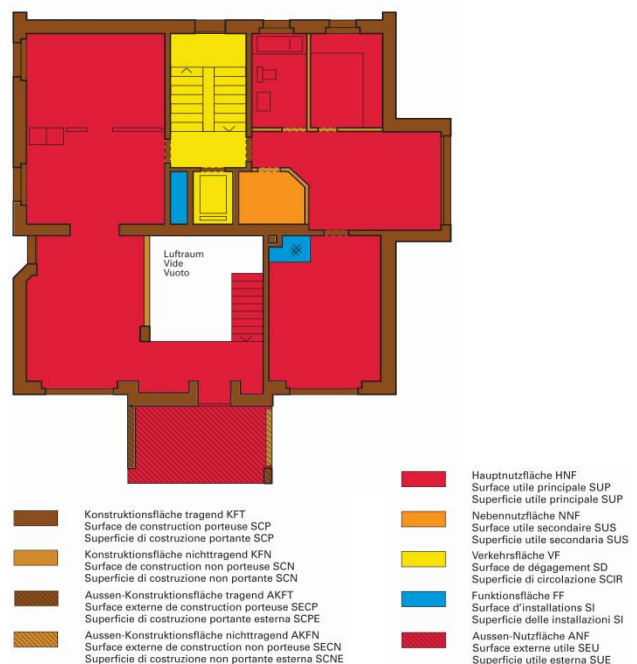 Luftraum
Vide
Vuoto
Konstruktionsfläche tragend KFT
Surface de construction porteuse SCP
Superficie di costruzione portante SCP
Konstruktionsfläche nichttragend KFN
Surface de construction non porteuse SCN
Superficie di costruzione non portante SCN
Aussen-Konstruktionsfläche tragend AKFT
Surface externe de construction porteuse SECP
Superficie di costruzione portante esterna SCPE
Aussen-Konstruktionsfläche nichttragend AKFN
Surface externe de construction non porteuse SECN
Superficie di costruzione non portante esterna SCNE
Hauptnutzfläche HNF
Surface utile principale SUP
Superficie utile principale SUP
Nebennutzfläche NNF
Surface utile secondaire SUS
Superficie utile secondaria SUS
Verkehrsfläche VF
Surface de dégagement SD
Superficie di circolazione SCIR
Funktionsfläche FF
Surface d'installations SI
Superficie delle installazioni SI
Aussen-Nutzfläche ANF
Surface externe utile SEU
Superficie utile esterna SUE